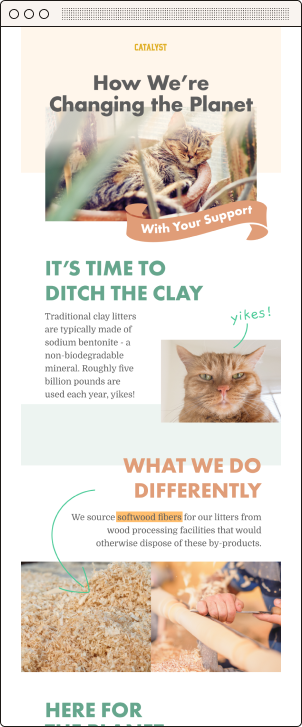 CATALYST
How We're
Changing the Planet
With Your Support
IT'S TIME TO
DITCH THE CLAY
Traditional clay litters
are typically made of
sodium bentonite - a
non-biodegradable
mineral. Roughly five
billion pounds are
used each year, yikes!
yikes!
WHAT WE DO
DIFFERENTLY
We source softwood fibers for our litters from
wood processing facilities that would
otherwise dispose of these by-products.
HERE FOR
THE PLANET